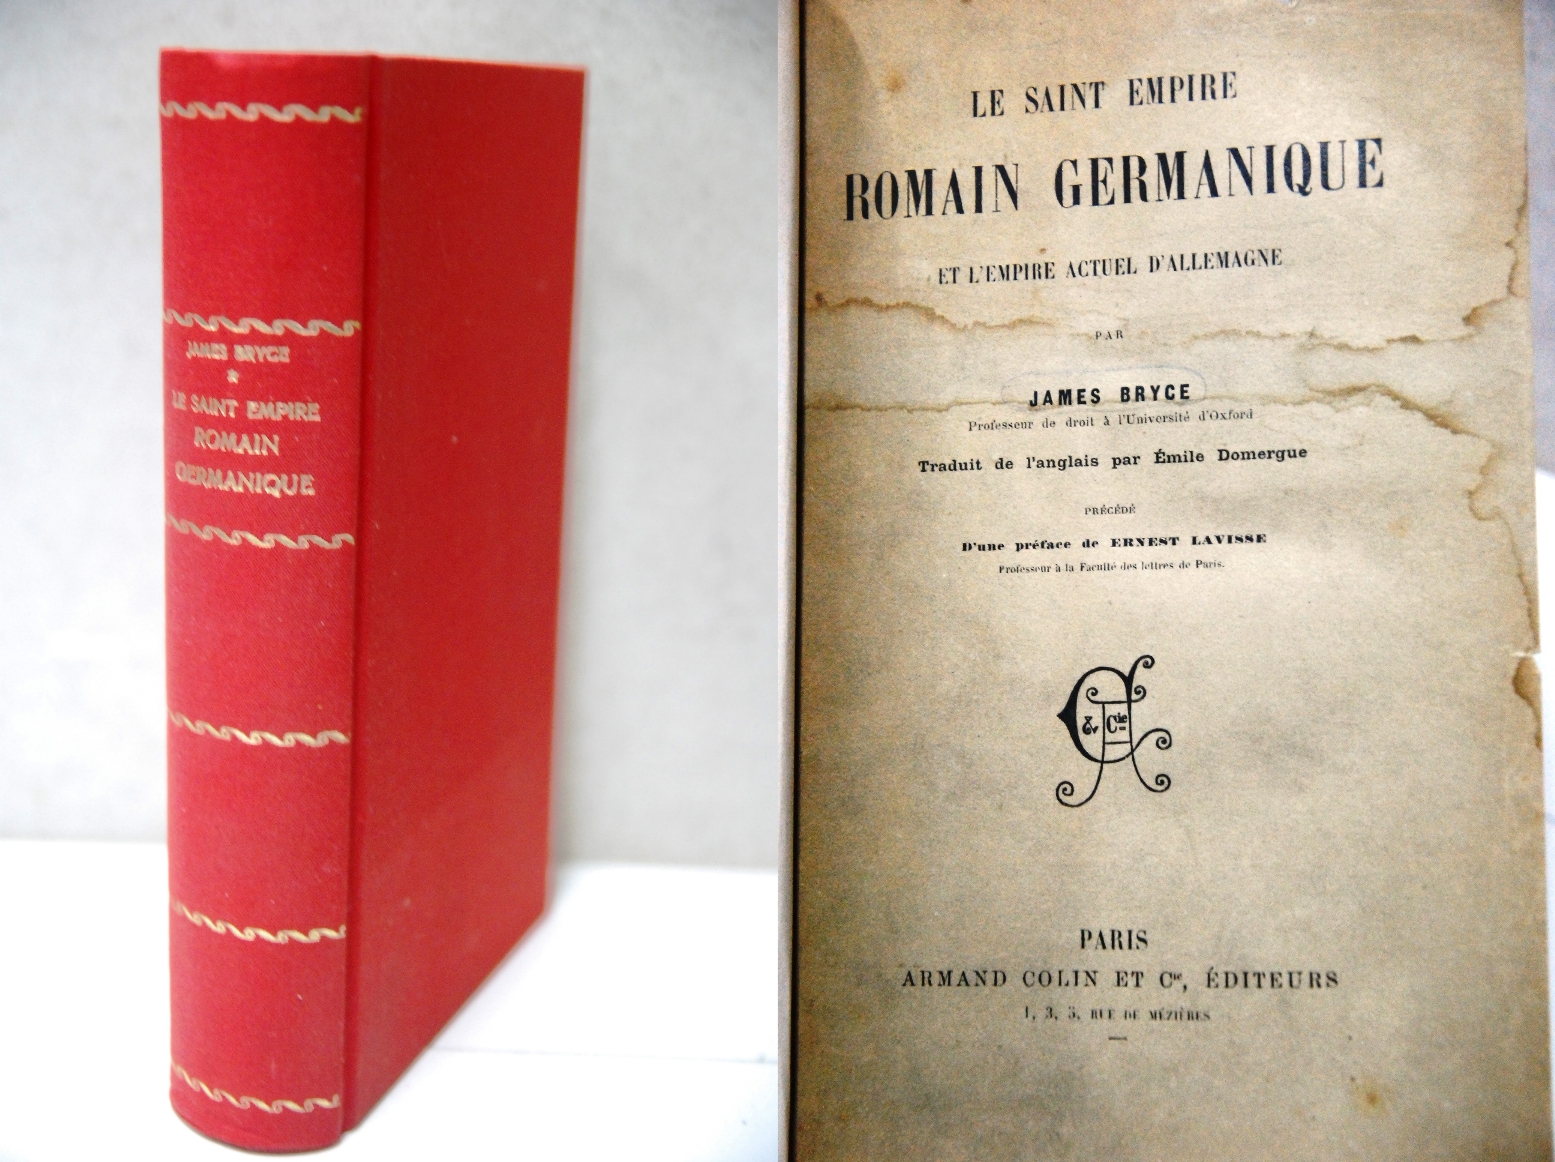 JAMES BRYCE
*
LE SAINT EMPIRE
ROMAIN
GERMANIQUE
LE SAINT EMPIRE
ROMAIN GERMANIQUE
ET L'EMPIRE ACTUEL D'ALLEMAGNE
PAR
JAMES BRYCE
Professeur de droit à l'Université d'Oxford
Traduit de l'anglais par Émile Domergue
PRÉCÉDÉ
D'une préface de ERNEST LAVISSE
Professeur à la Faculté des lettres de Paris.
AC & Cie
PARIS
ARMAND COLIN ET Cie, ÉDITEURS
1, 3, 5, RUE DE MÉZIÈRES